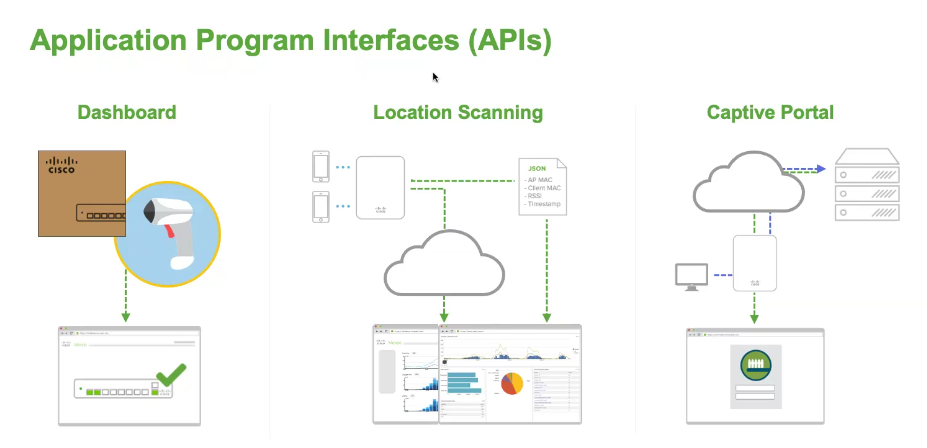 Application Program Interfaces (APIs)
Dashboard
Location Scanning
Captive Portal
CISCO
JSON
- AP MAC
- Client MAC
- RSSI
- Timestamp